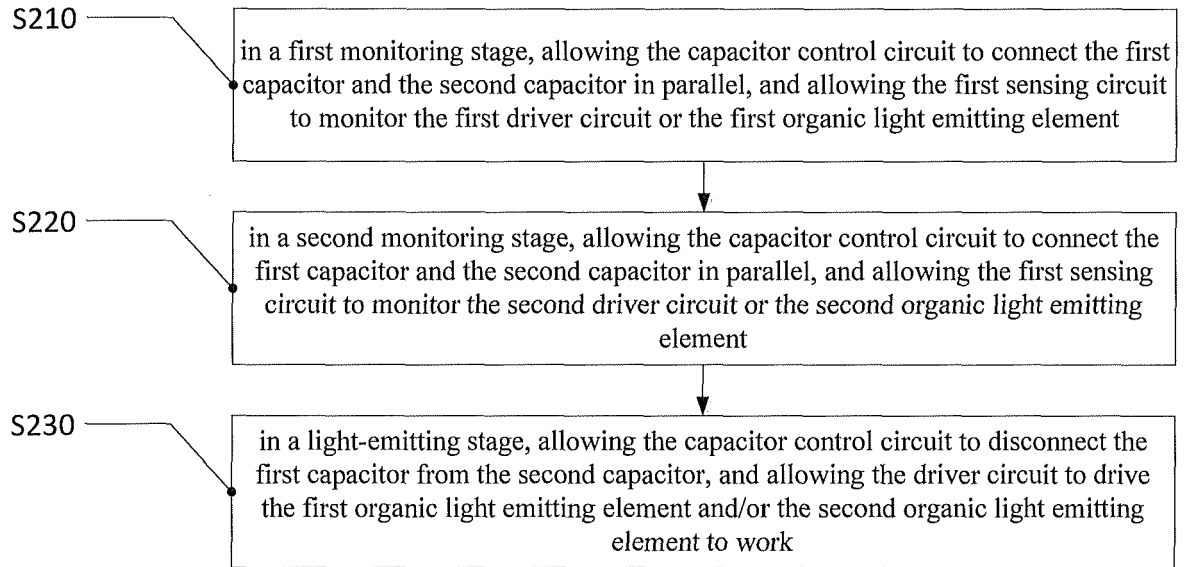 S210
in a first monitoring stage, allowing the capacitor control circuit to connect the first
capacitor and the second capacitor in parallel, and allowing the first sensing circuit
to monitor the first driver circuit or the first organic light emitting element
S220
in a second monitoring stage, allowing the capacitor control circuit to connect the
first capacitor and the second capacitor in parallel, and allowing the first sensing
circuit to monitor the second driver circuit or the second organic light emitting
element
S230
in a light-emitting stage, allowing the capacitor control circuit to disconnect the
first capacitor from the second capacitor, and allowing the driver circuit to drive
the first organic light emitting element and/or the second organic light emitting
element to work